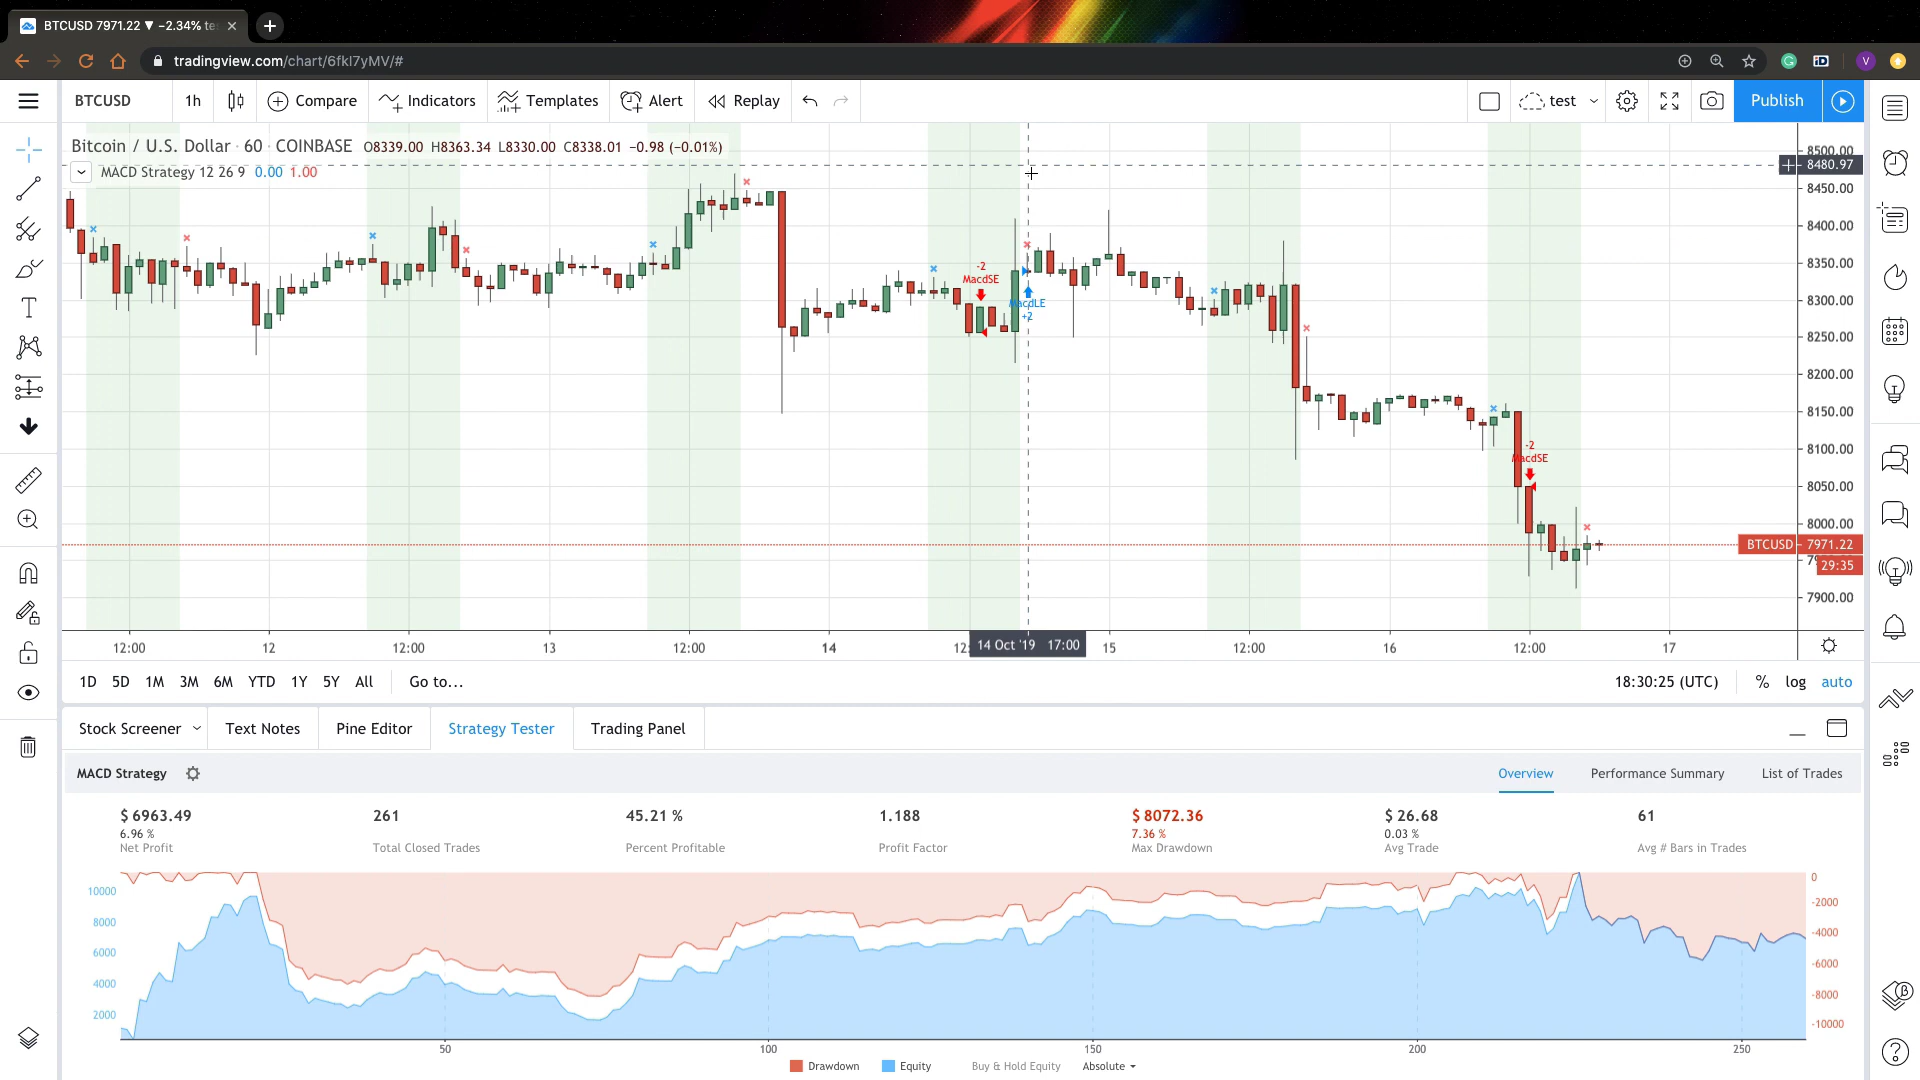 BTCUSD 7971.22 ▼ −2.34% te
tradingview.com/chart/6fkI7yMV/#
V
BTCUSD 1h Compare Indicators Templates Alert Replay test Publish
Bitcoin / U.S. Dollar · 60 · COINBASE O8339.00 H8363.34 L8330.00 C8338.01 −0.98 (−0.01%)
MACD Strategy 12 26 9 0.00 1.00
8500.00
8480.97
8450.00
8400.00
8350.00
8300.00
8250.00
8200.00
8150.00
8100.00
8050.00
8000.00
BTCUSD 7971.22
29:35
7900.00
-2
MacdSE
MacdLE
+2
-2
MacdSE
12:00 12 12:00 13 12:00 14 14 Oct '19 17:00 15 12:00 16 12:00 17
1D 5D 1M 3M 6M YTD 1Y 5Y All Go to... 18:30:25 (UTC) % log auto
Stock Screener Text Notes Pine Editor Strategy Tester Trading Panel
MACD Strategy Overview Performance Summary List of Trades
$ 6963.49 261 45.21 % 1.188 $ 8072.36 $ 26.68 61
6.96 % 7.36 % 0.03 %
Net Profit Total Closed Trades Percent Profitable Profit Factor Max Drawdown Avg Trade Avg # Bars in Trades
10000
8000
6000
4000
2000
0
-2000
-4000
-6000
-8000
-10000
50 100 150 200 250
Drawdown Equity Buy & Hold Equity Absolute